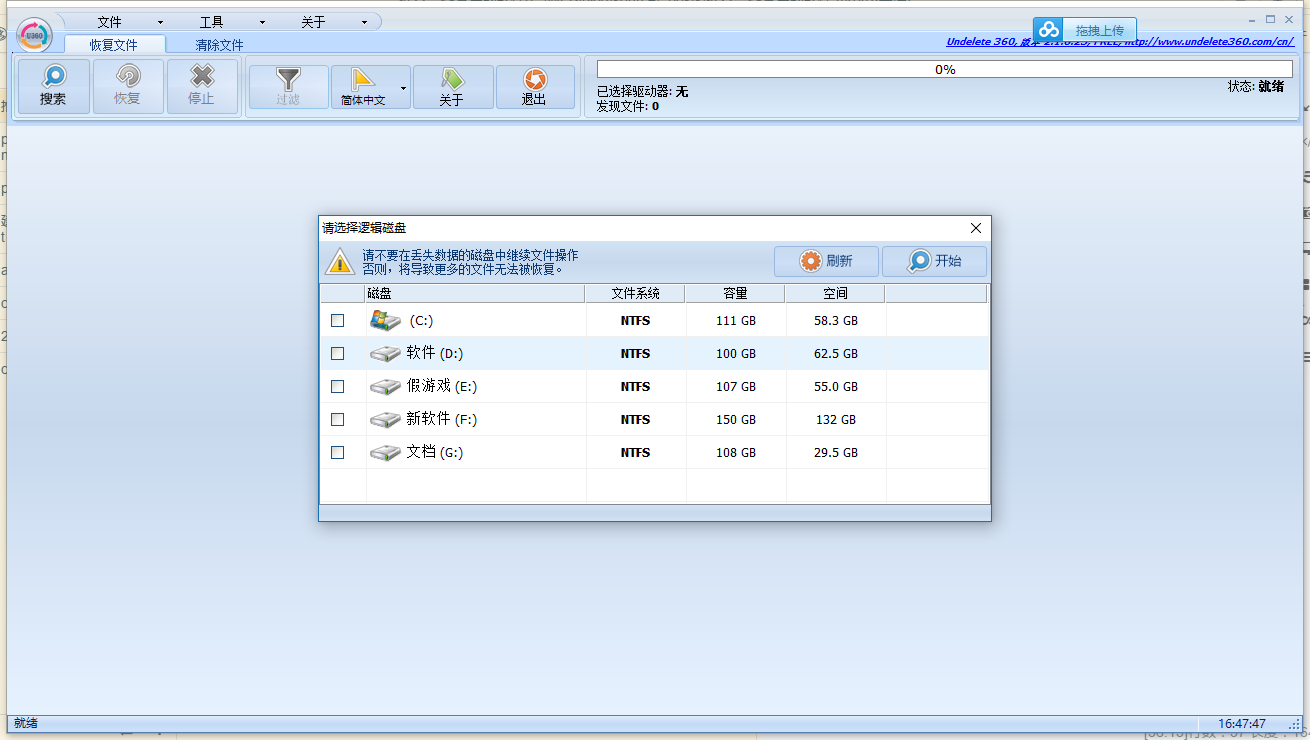 文件
工具
关于
拖拽上传
U360
恢复文件
清除文件
Undelete 360, 版本 2.1.6.25, FREE, http://www.undelete360.com/cn/
搜索
恢复
停止
过滤
简体中文
关于
退出
0%
已选择驱动器: 无
发现文件: 0
状态: 就绪
请选择逻辑磁盘
请不要在丢失数据的磁盘中继续文件操作
否则，将导致更多的文件无法被恢复。
刷新
开始
磁盘 文件系统 容量 空间
(C:) NTFS 111 GB 58.3 GB
软件 (D:) NTFS 100 GB 62.5 GB
假游戏 (E:) NTFS 107 GB 55.0 GB
新软件 (F:) NTFS 150 GB 132 GB
文档 (G:) NTFS 108 GB 29.5 GB
就绪
16:47:47